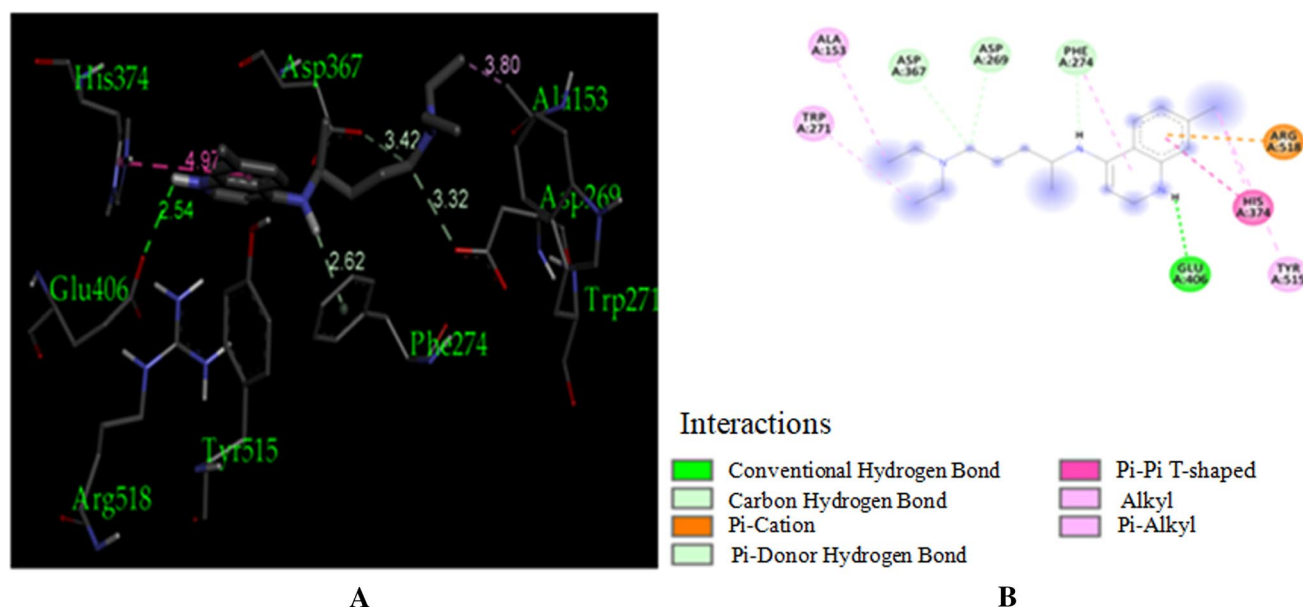 His374
Asp367
3.80
Ala153
3.42
4.97
Asp269
2.54
3.32
Glu406
2.62
Trp271
Phe274
Tyr515
Arg518
A
ALA
A:153
ASP
A:367
ASP
A:269
PHE
A:274
TRP
A:271
H
ARG
A:518
N
N
H
HIS
A:374
GLU
A:406
TYR
A:515
Interactions
Conventional Hydrogen Bond
Carbon Hydrogen Bond
Pi-Cation
Pi-Donor Hydrogen Bond
Pi-Pi T-shaped
Alkyl
Pi-Alkyl
B